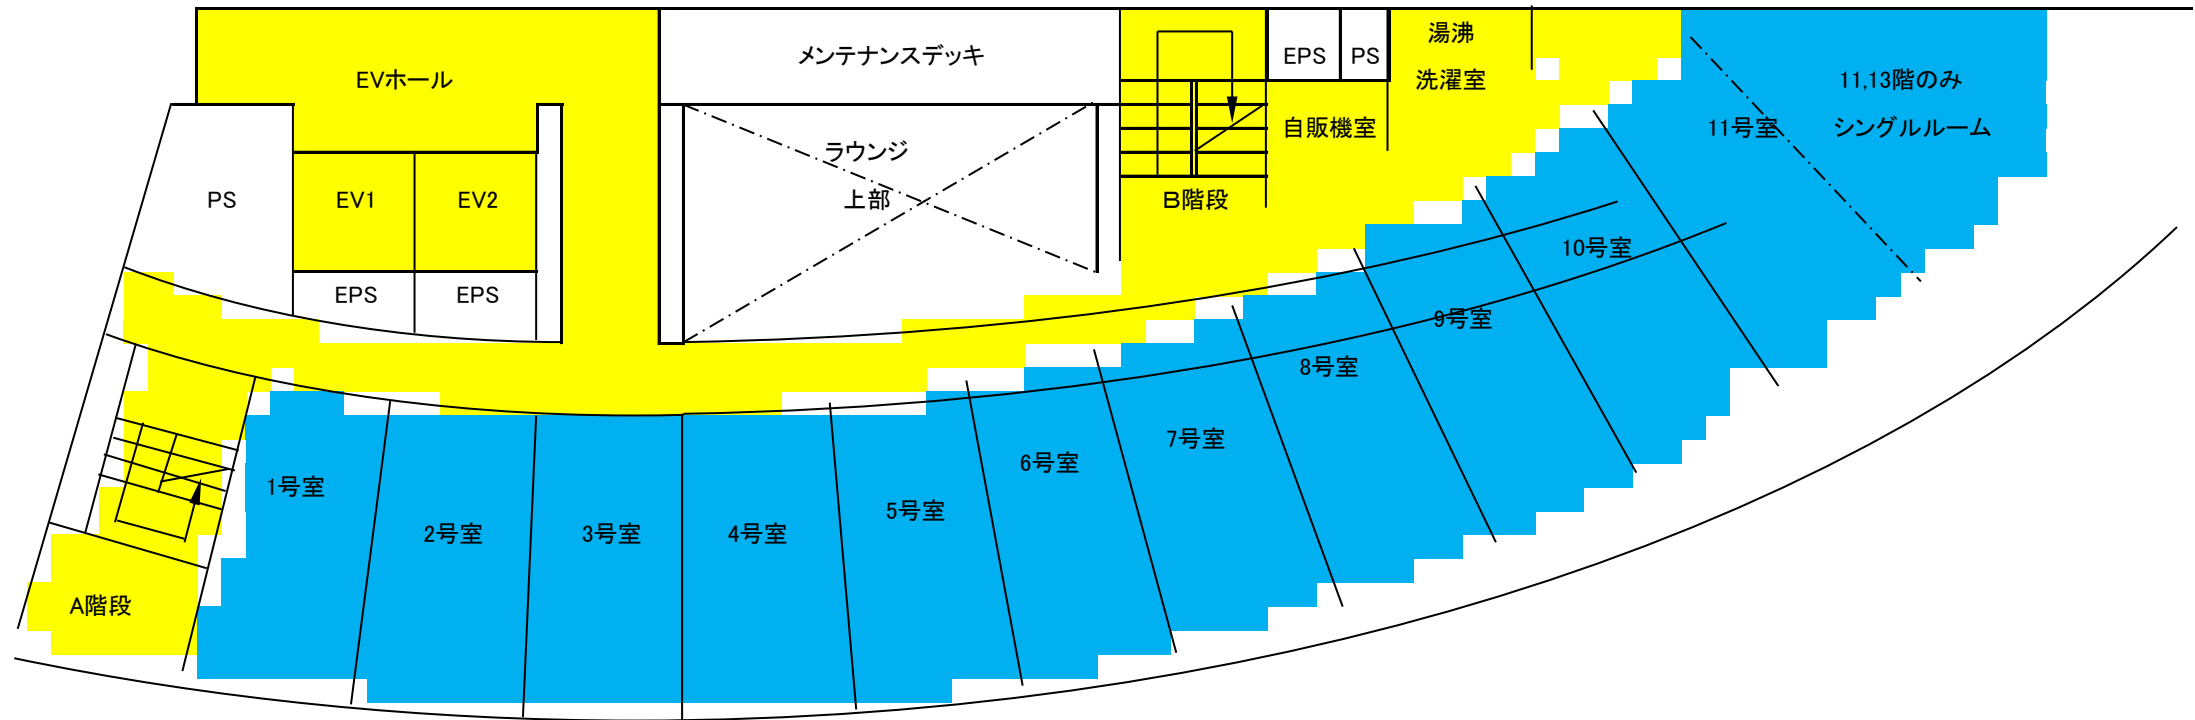 湯沸
EPS
PS
メンテナンスデッキ
EVホール
洗濯室
11,13階のみ
シングルルーム
自販機室
11号室
ラウンジ
上部
PS
EV1
EV2
B階段
10号室
EPS
EPS
9号室
8号室
7号室
6号室
1号室
5号室
2号室
3号室
4号室
A階段